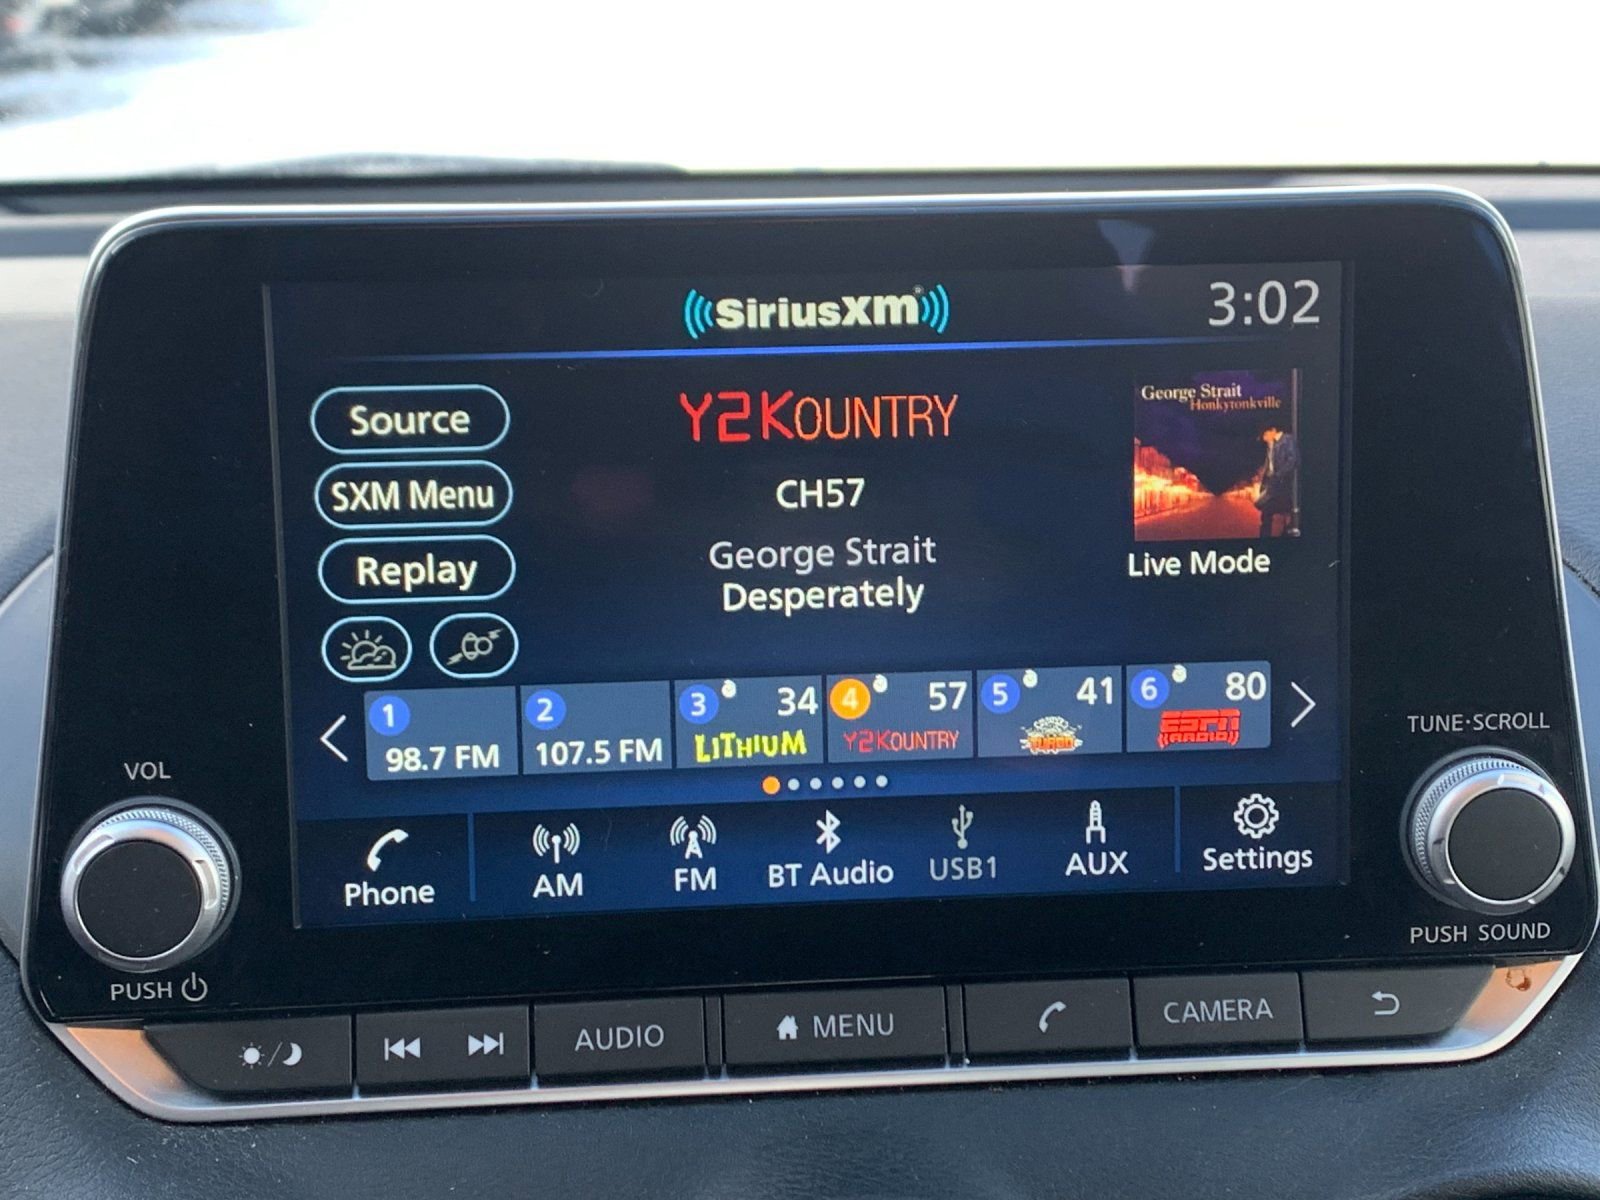 SiriusXM
3:02
Source
SXM Menu
Replay
Y2KOUNTRY
CH57
George Strait
Desperately
George Strait
Honkytonkville
Live Mode
1
98.7 FM
2
107.5 FM
3 34
LITHIUM
4 57
Y2KOUNTRY
5 41
TURBO
6 80
ESPN
RADIO
Phone
AM
FM
BT Audio
USB1
AUX
Settings
VOL
PUSH
TUNE·SCROLL
PUSH SOUND
AUDIO
MENU
CAMERA